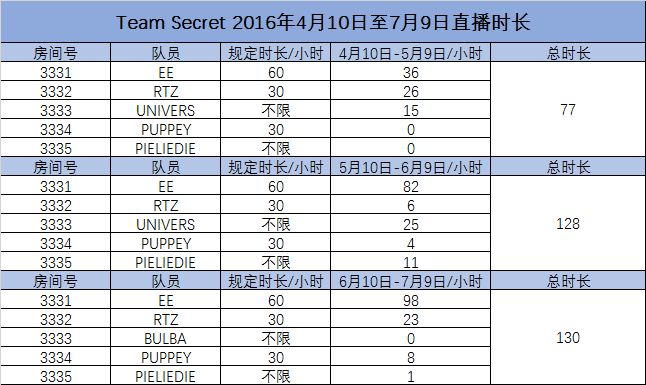 Team Secret 2016年4月10日至7月9日直播时长
房间号 队员 规定时长/小时 4月10日-5月9日/小时 总时长
3331 EE 60 36
3332 RTZ 30 26
3333 UNIVERS 不限 15 77
3334 PUPPEY 30 0
3335 PIELIEDIE 不限 0
房间号 队员 规定时长/小时 5月10日-6月9日/小时 总时长
3331 EE 60 82
3332 RTZ 30 6
3333 UNIVERS 不限 25 128
3334 PUPPEY 30 4
3335 PIELIEDIE 不限 11
房间号 队员 规定时长/小时 6月10日-7月9日/小时 总时长
3331 EE 60 98
3332 RTZ 30 23
3333 BULBA 不限 0 130
3334 PUPPEY 30 8
3335 PIELIEDIE 不限 1